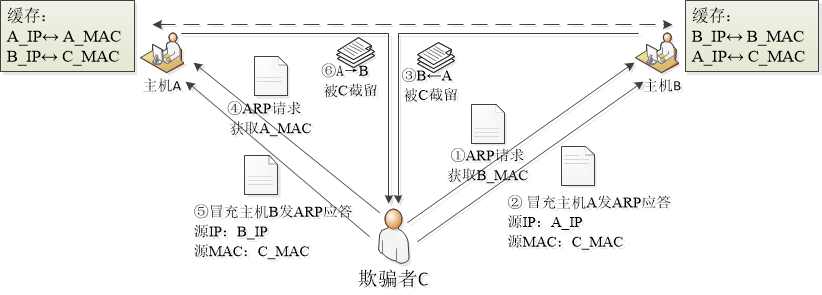 缓存：
A_IP↔ A_MAC
B_IP↔ C_MAC
主机A
缓存：
B_IP↔ B_MAC
A_IP↔ C_MAC
主机B
⑥A→B
被C截留
③B←A
被C截留
④ARP请求
获取A_MAC
①ARP请求
获取B_MAC
⑤冒充主机B发ARP应答
源IP：B_IP
源MAC：C_MAC
② 冒充主机A发ARP应答
源IP：A_IP
源MAC：C_MAC
欺骗者C